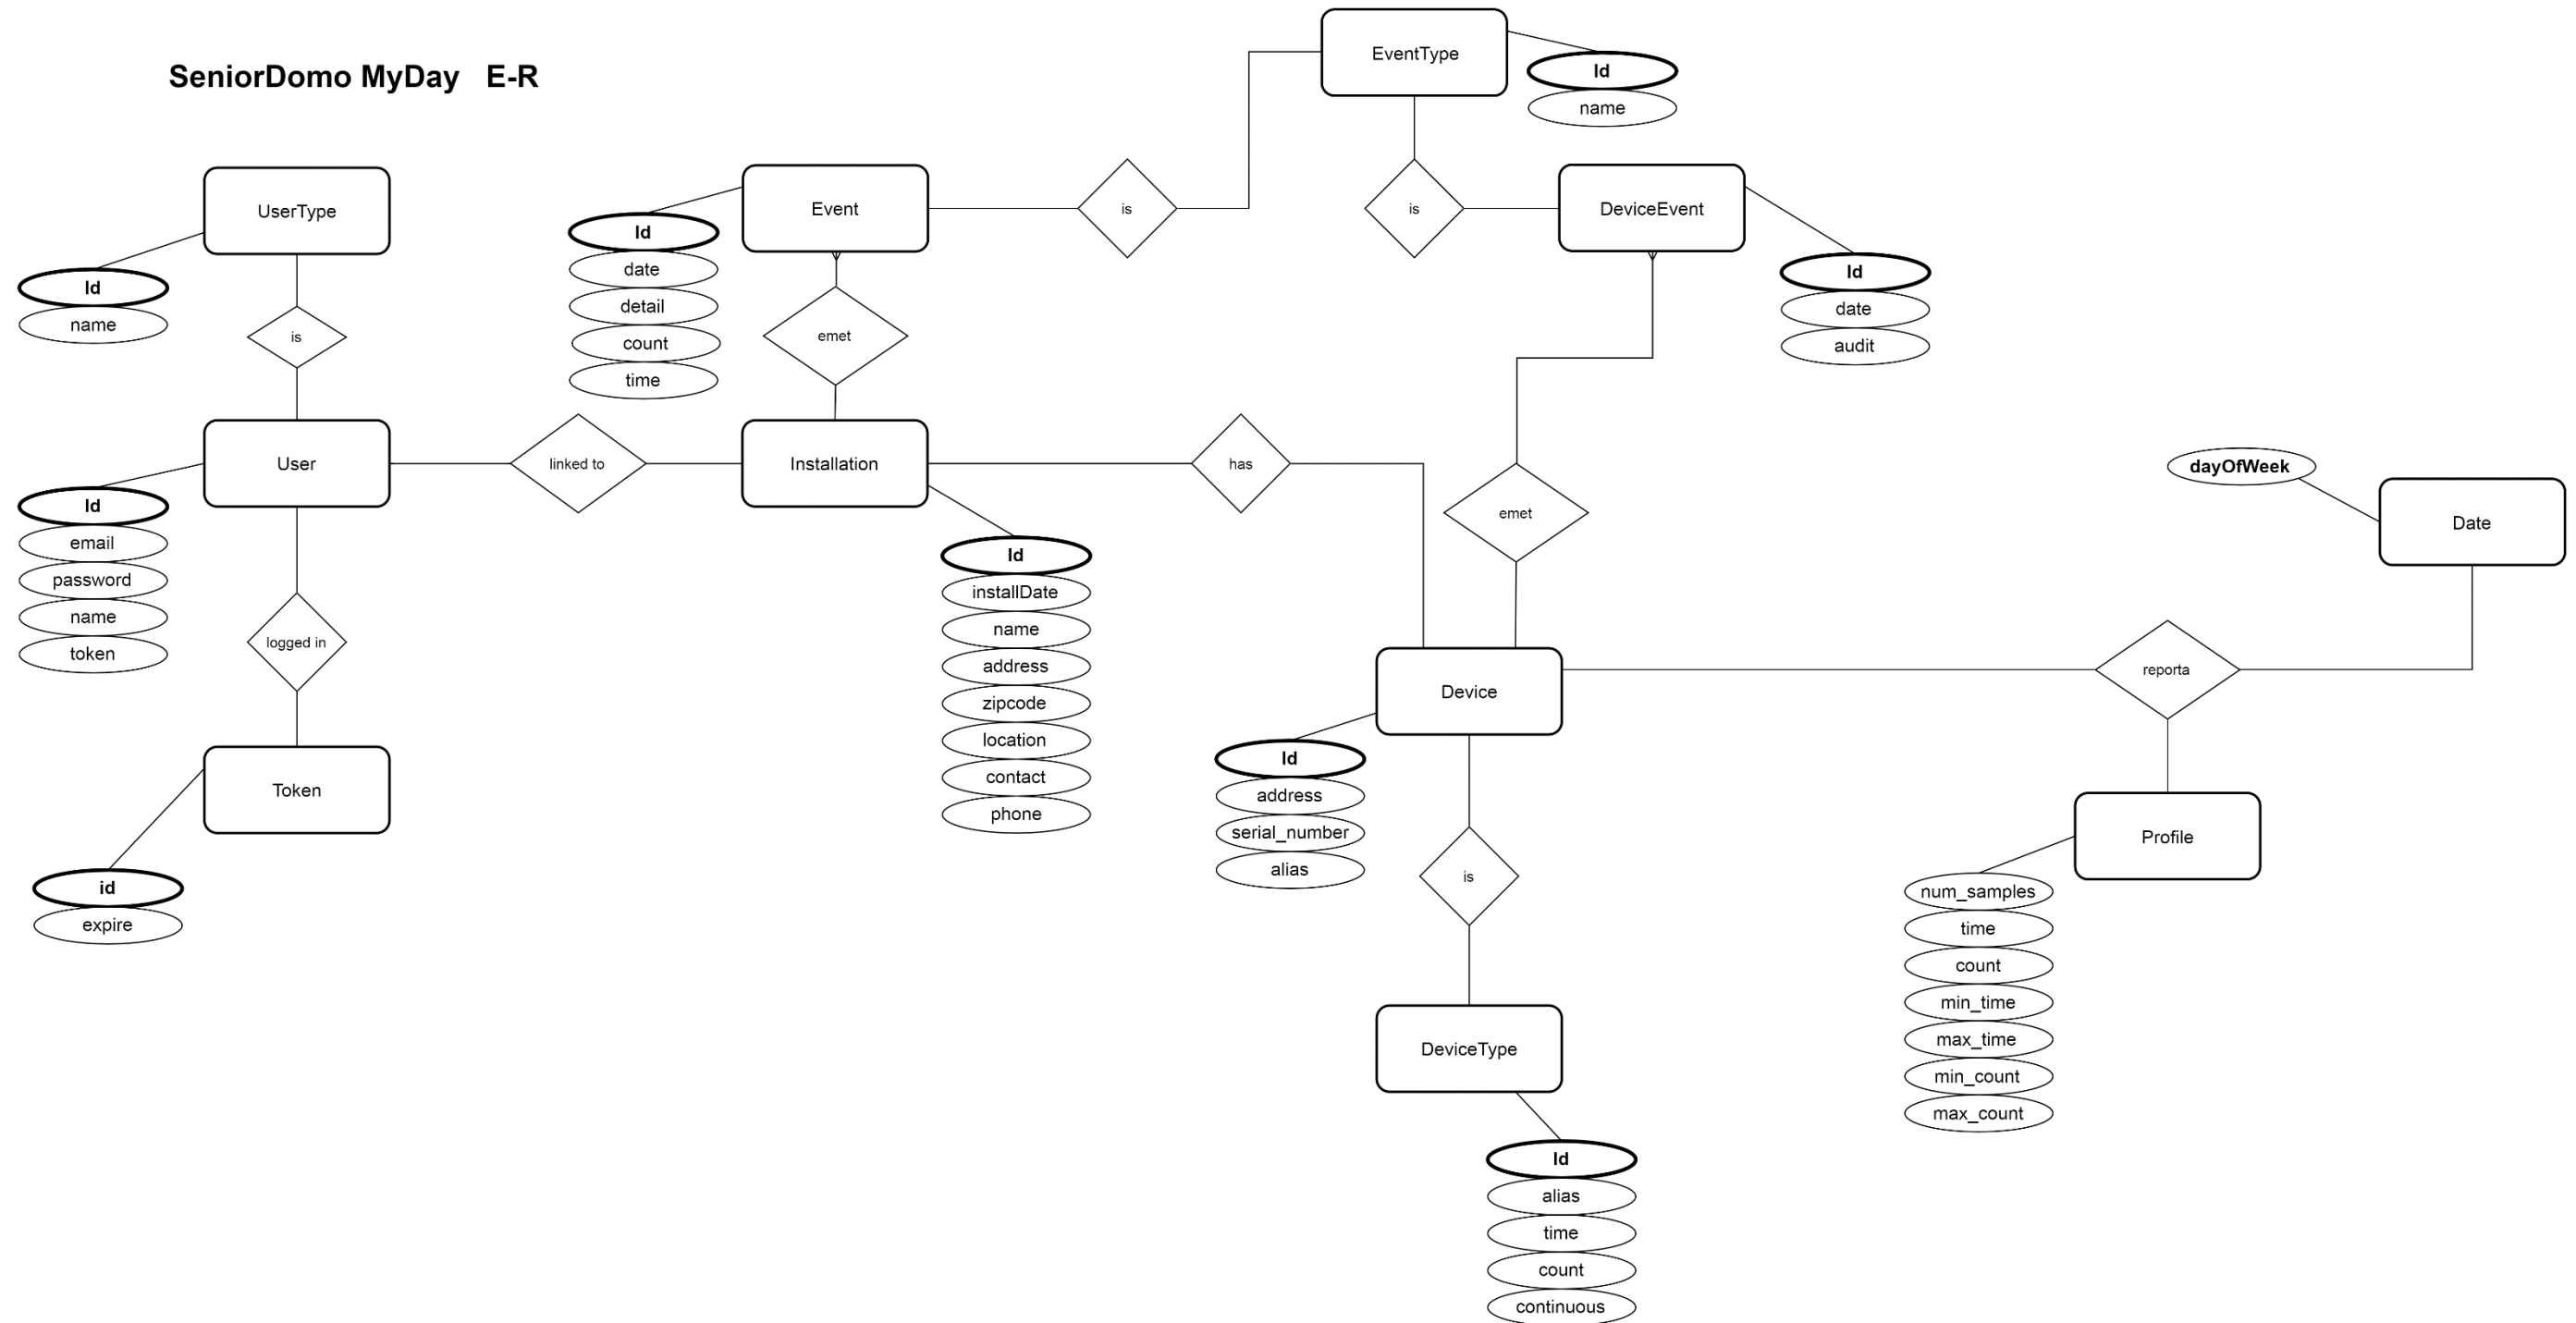 SeniorDomo MyDay   E-R
EventType
Id
name
UserType
Id
name
is
Event
Id
date
detail
count
time
is
is
DeviceEvent
Id
date
audit
emet
User
Id
email
password
name
token
linked to
Installation
Id
installDate
name
address
zipcode
location
contact
phone
has
emet
dayOfWeek
Date
logged in
Token
id
expire
Device
Id
address
serial_number
alias
reporta
Profile
num_samples
time
count
min_time
max_time
min_count
max_count
is
DeviceType
Id
alias
time
count
continuous